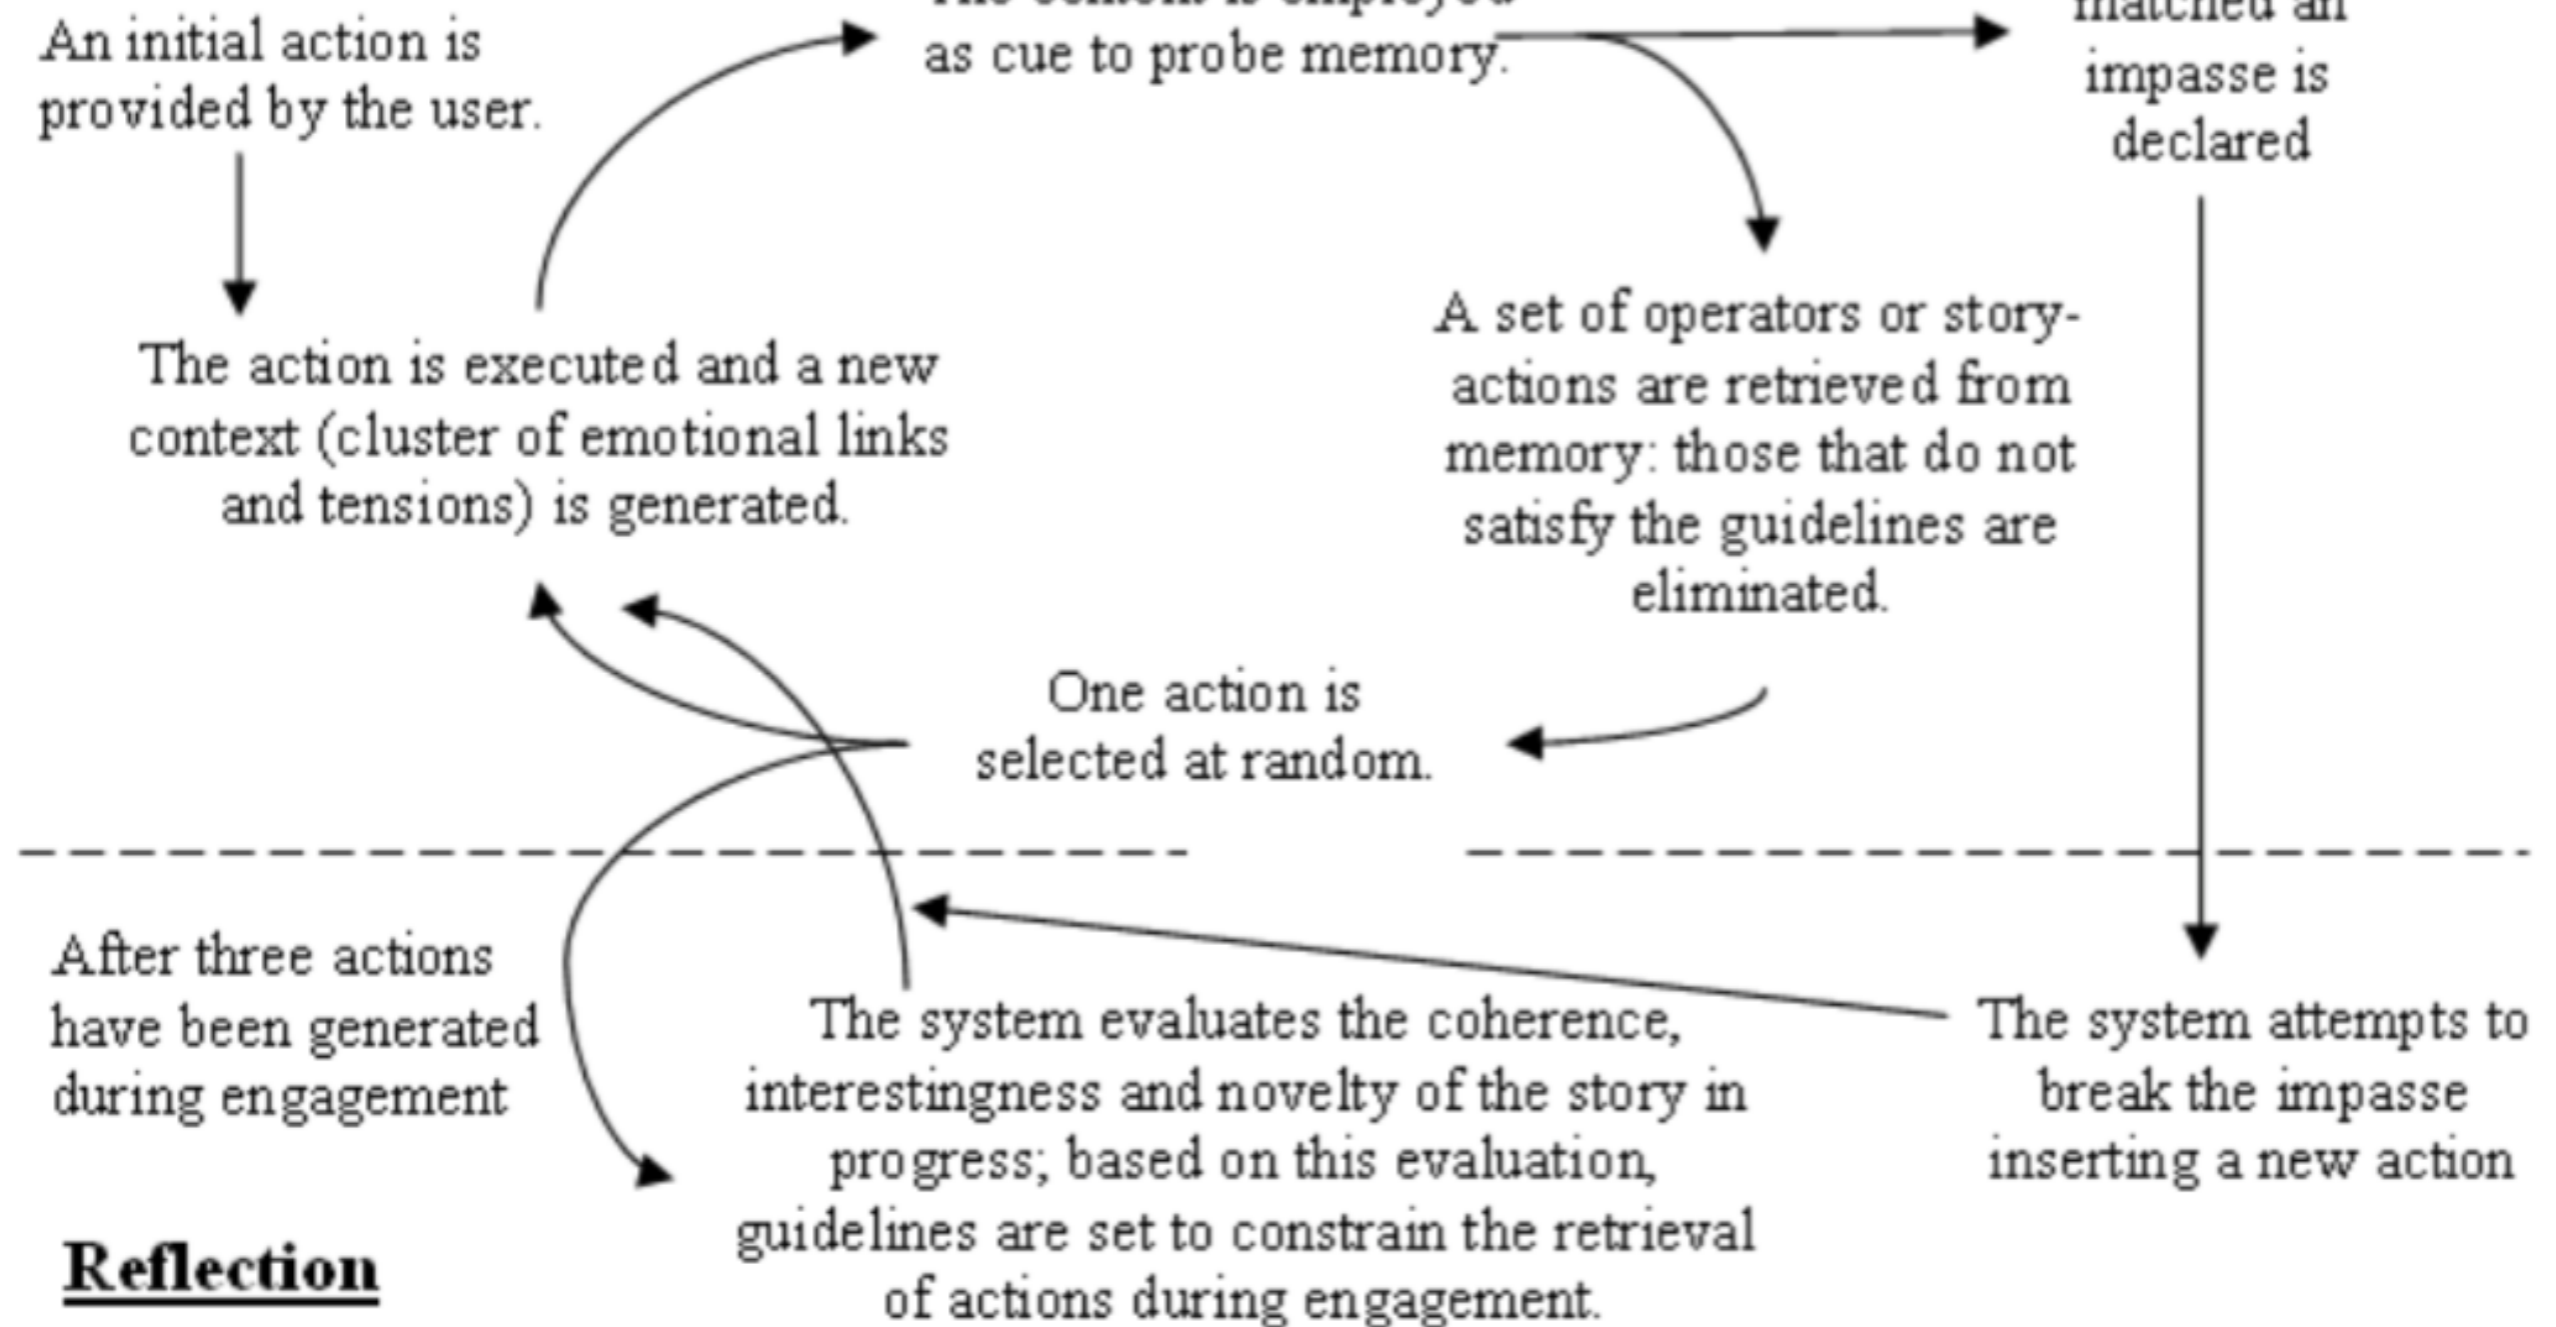 An initial action is
provided by the user.
as cue to probe memory.
matched an
impasse is
declared
The action is executed and a new
context (cluster of emotional links
and tensions) is generated.
A set of operators or story-
actions are retrieved from
memory: those that do not
satisfy the guidelines are
eliminated.
One action is
selected at random.
After three actions
have been generated
during engagement
The system evaluates the coherence,
interestingness and novelty of the story in
progress; based on this evaluation,
guidelines are set to constrain the retrieval
of actions during engagement.
The system attempts to
break the impasse
inserting a new action
Reflection